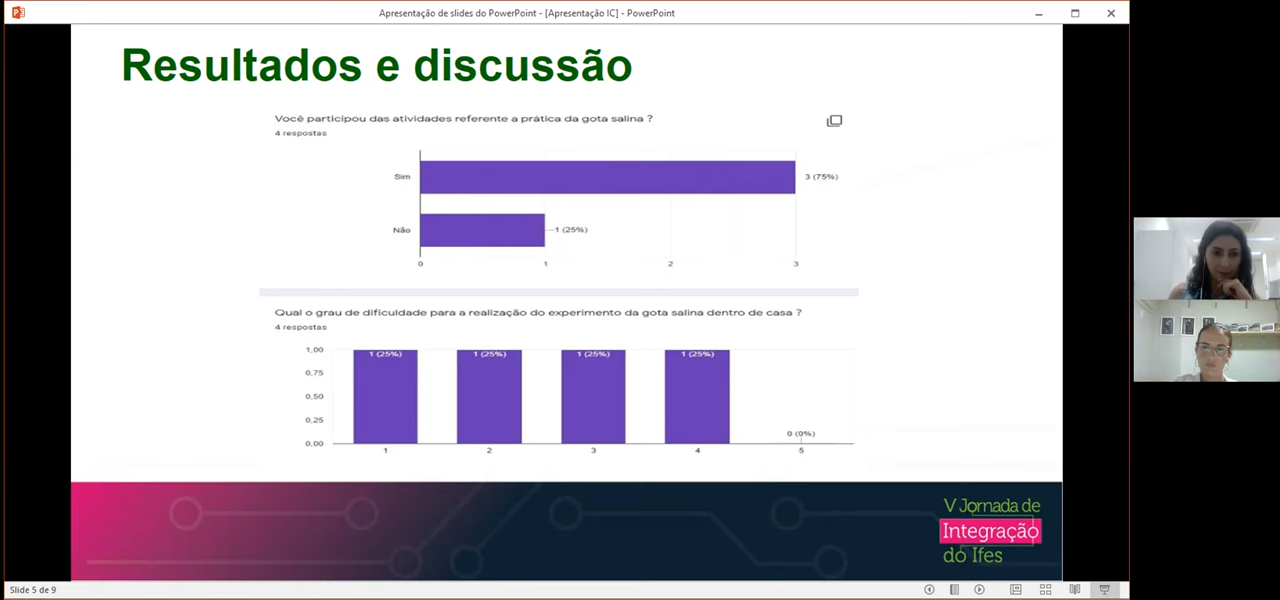 Apresentação de slides do PowerPoint - [Apresentação IC] - PowerPoint
Resultados e discussão
Você participou das atividades referente a prática da gota salina ?
4 respostas
Sim
3 (75%)
Não
1 (25%)
0 1 2 3
Qual o grau de dificuldade para a realização do experimento da gota salina dentro de casa ?
4 respostas
1,00
0,75
0,50
0,25
0,00
1 (25%) 1 (25%) 1 (25%) 1 (25%) 0 (0%)
1 2 3 4 5
V Jornada de
Integração
do Ifes
Slide 5 de 9